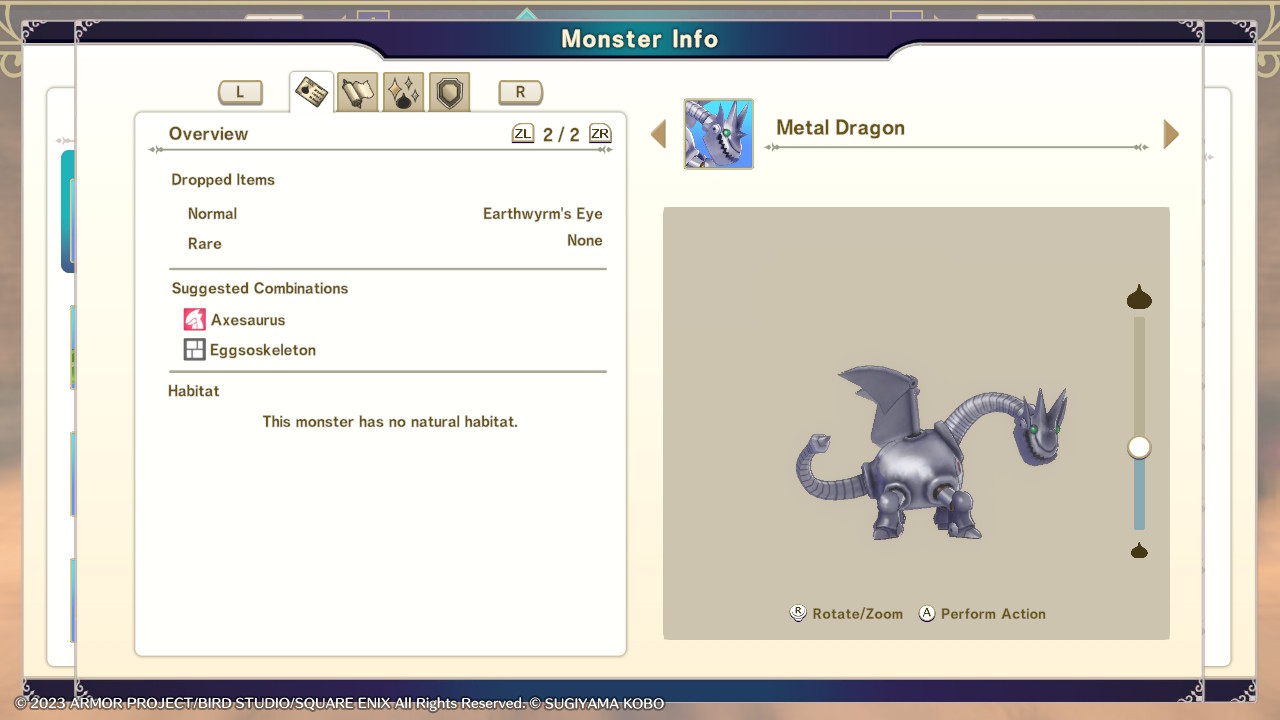 Monster Info
L
R
Overview
ZL 2 / 2 ZR
Metal Dragon
Dropped Items
Normal Earthwyrm's Eye
Rare None
Suggested Combinations
Axesaurus
Eggsoskeleton
Habitat
This monster has no natural habitat.
R Rotate/Zoom A Perform Action
© 2023 ARMOR PROJECT/BIRD STUDIO/SQUARE ENIX All Rights Reserved. © SUGIYAMA KOBO